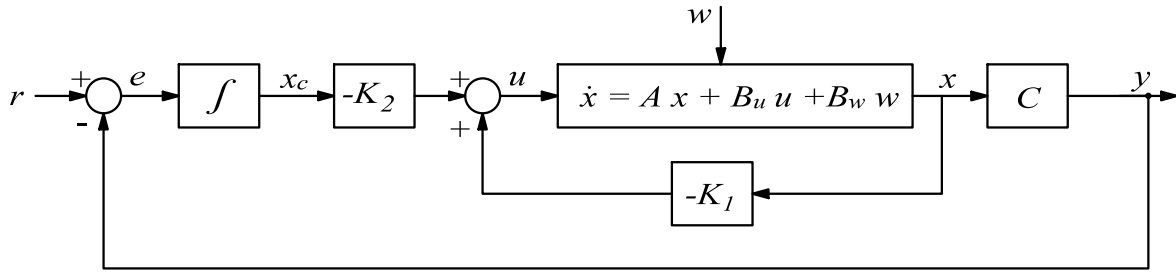 w
r
+
-
e
∫
x_c
-K_2
+
+
u
ẋ = A x + B_u u + B_w w
x
C
y
-K_1